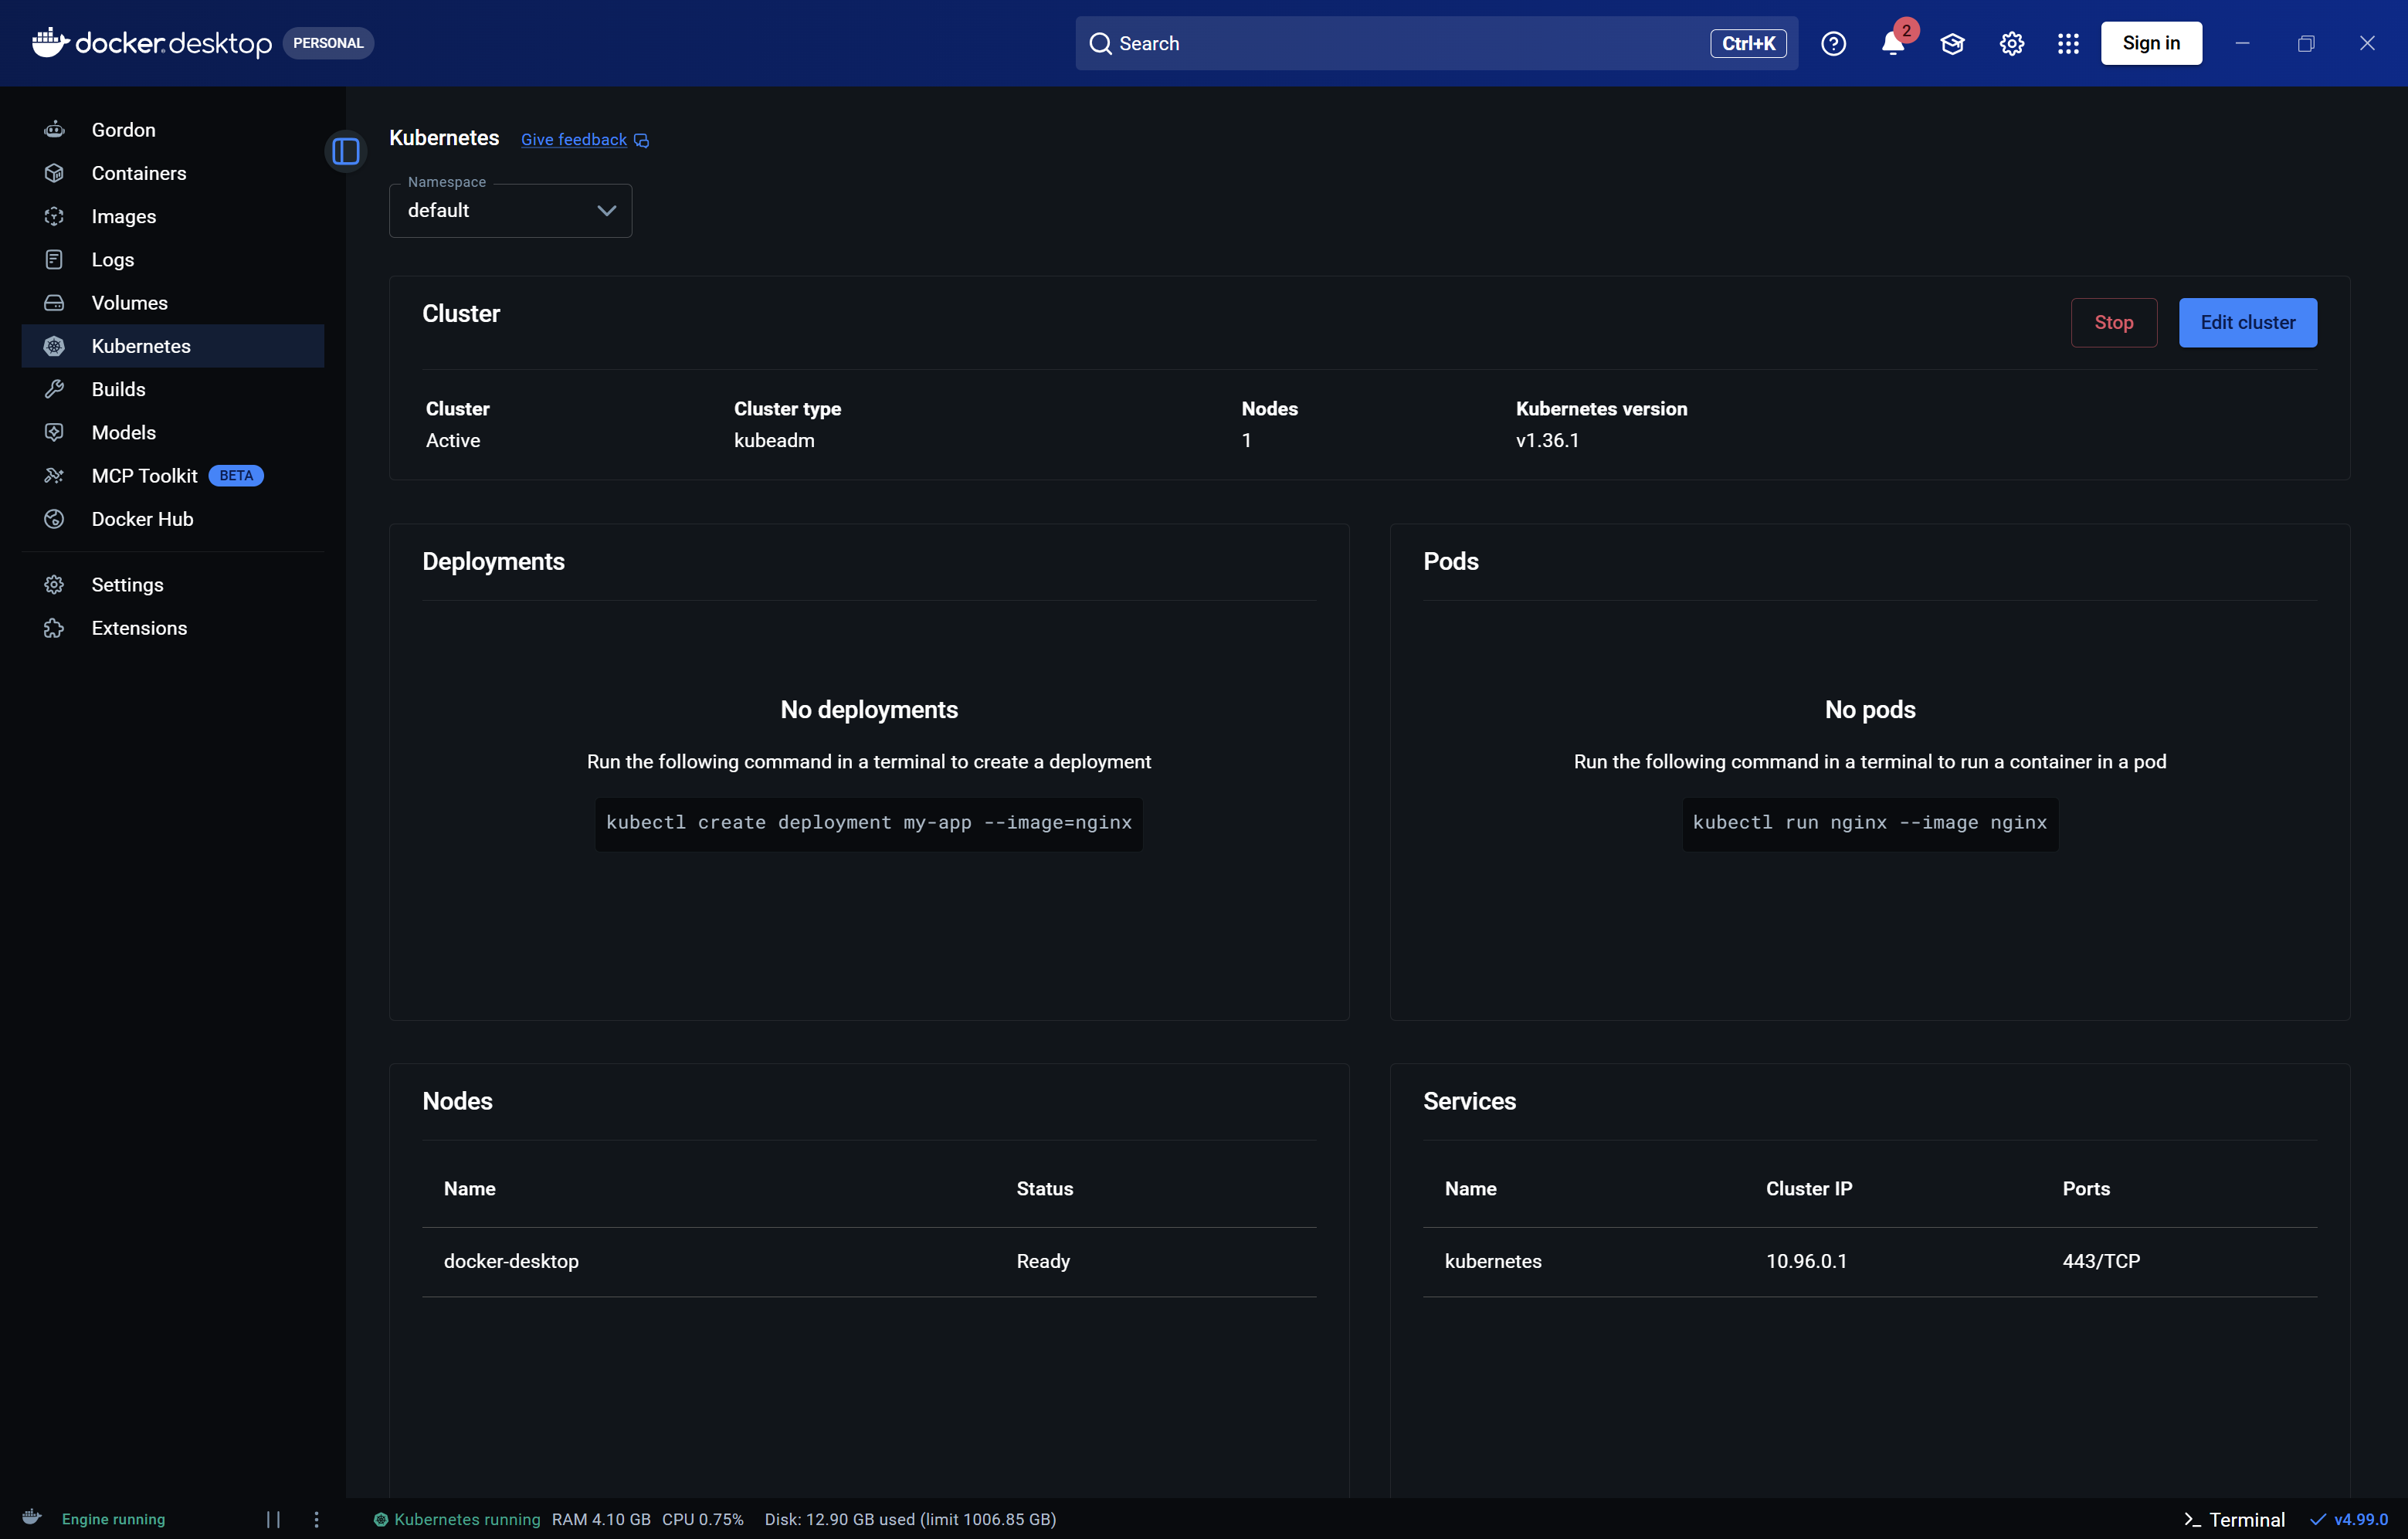 docker.desktop PERSONAL
Search Ctrl+K
2
Sign in
Gordon
Containers
Images
Logs
Volumes
Kubernetes
Builds
Models
MCP Toolkit BETA
Docker Hub
Settings
Extensions
Kubernetes Give feedback
Namespace
default
Cluster
Stop Edit cluster
Cluster Cluster type Nodes Kubernetes version
Active kubeadm 1 v1.36.1
Deployments
No deployments
Run the following command in a terminal to create a deployment
kubectl create deployment my-app --image=nginx
Pods
No pods
Run the following command in a terminal to run a container in a pod
kubectl run nginx --image nginx
Nodes
Name Status
docker-desktop Ready
Services
Name Cluster IP Ports
kubernetes 10.96.0.1 443/TCP
Engine running
Kubernetes running RAM 4.10 GB CPU 0.75% Disk: 12.90 GB used (limit 1006.85 GB)
Terminal v4.99.0